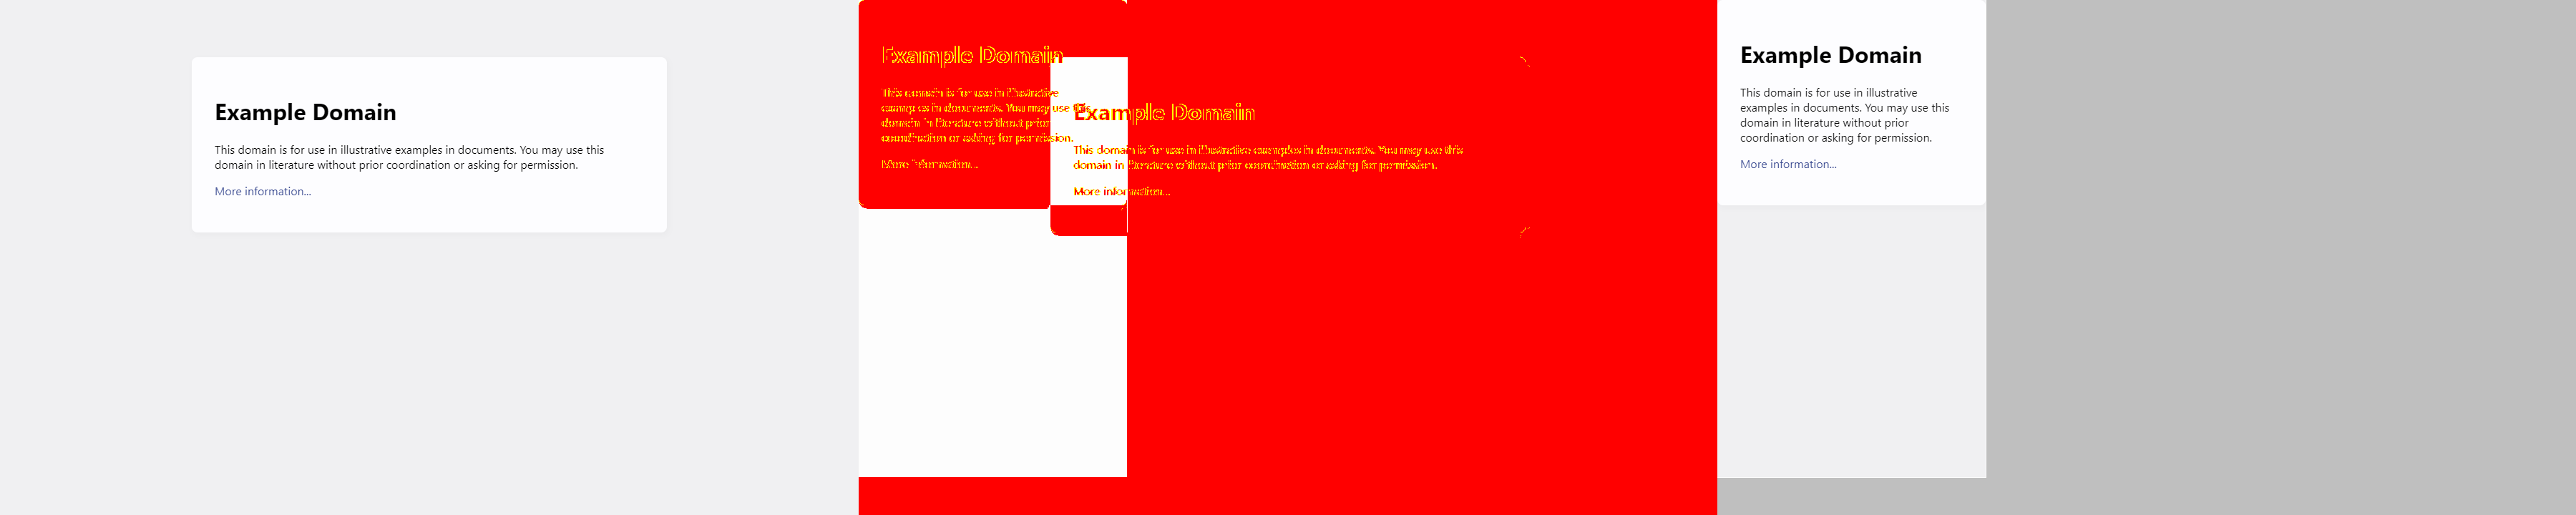 Example Domain
This domain is for use in illustrative examples in documents. You may use this
domain in literature without prior coordination or asking for permission.
More information...
Example Domain
This domain is for use in illustrative
examples in documents. You may use this
domain in literature without prior
coordination or asking for permission.
More information...
Example Domain
This domain is for use in illustrative examples in documents. You may use this
domain in literature without prior coordination or asking for permission.
More information...
Example Domain
This domain is for use in illustrative
examples in documents. You may use this
domain in literature without prior
coordination or asking for permission.
More information...